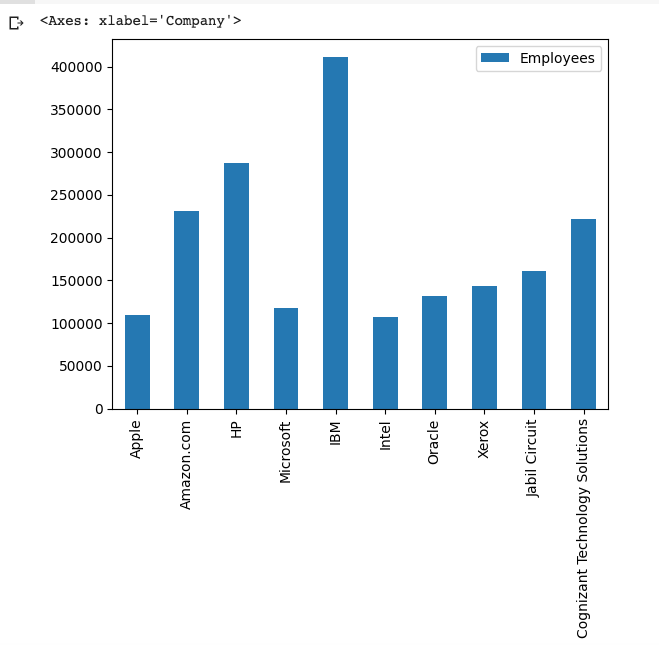 <Axes: xlabel='Company'>
Employees
400000
350000
300000
250000
200000
150000
100000
50000
0
Apple
Amazon.com
HP
Microsoft
IBM
Intel
Oracle
Xerox
Jabil Circuit
Cognizant Technology Solutions